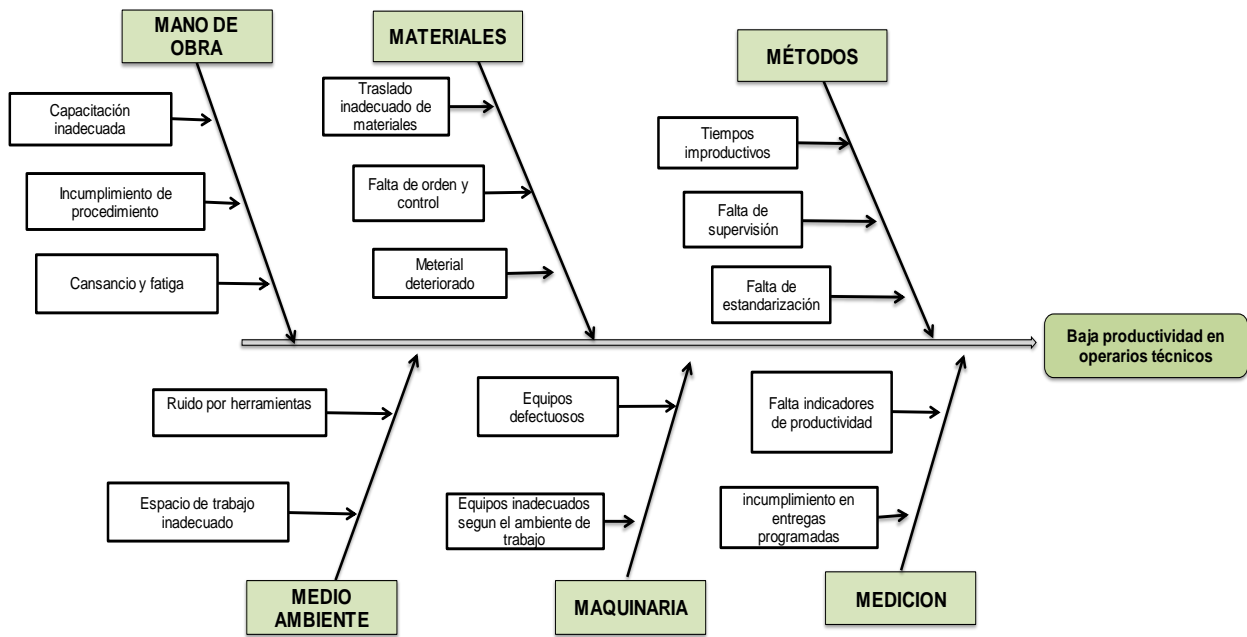 MANO DE
OBRA
MATERIALES
MÉTODOS
Capacitación
inadecuada
Incumplimiento de
procedimiento
Cansancio y fatiga
Traslado
inadecuado de
materiales
Falta de orden y
control
Meterial
deteriorado
Tiempos
improductivos
Falta de
supervisión
Falta de
estandarización
Baja productividad en
operarios técnicos
Ruido por herramientas
Espacio de trabajo
inadecuado
Equipos
defectuosos
Equipos inadecuados
segun el ambiente de
trabajo
Falta indicadores
de productividad
incumplimiento en
entregas
programadas
MEDIO
AMBIENTE
MAQUINARIA
MEDICION